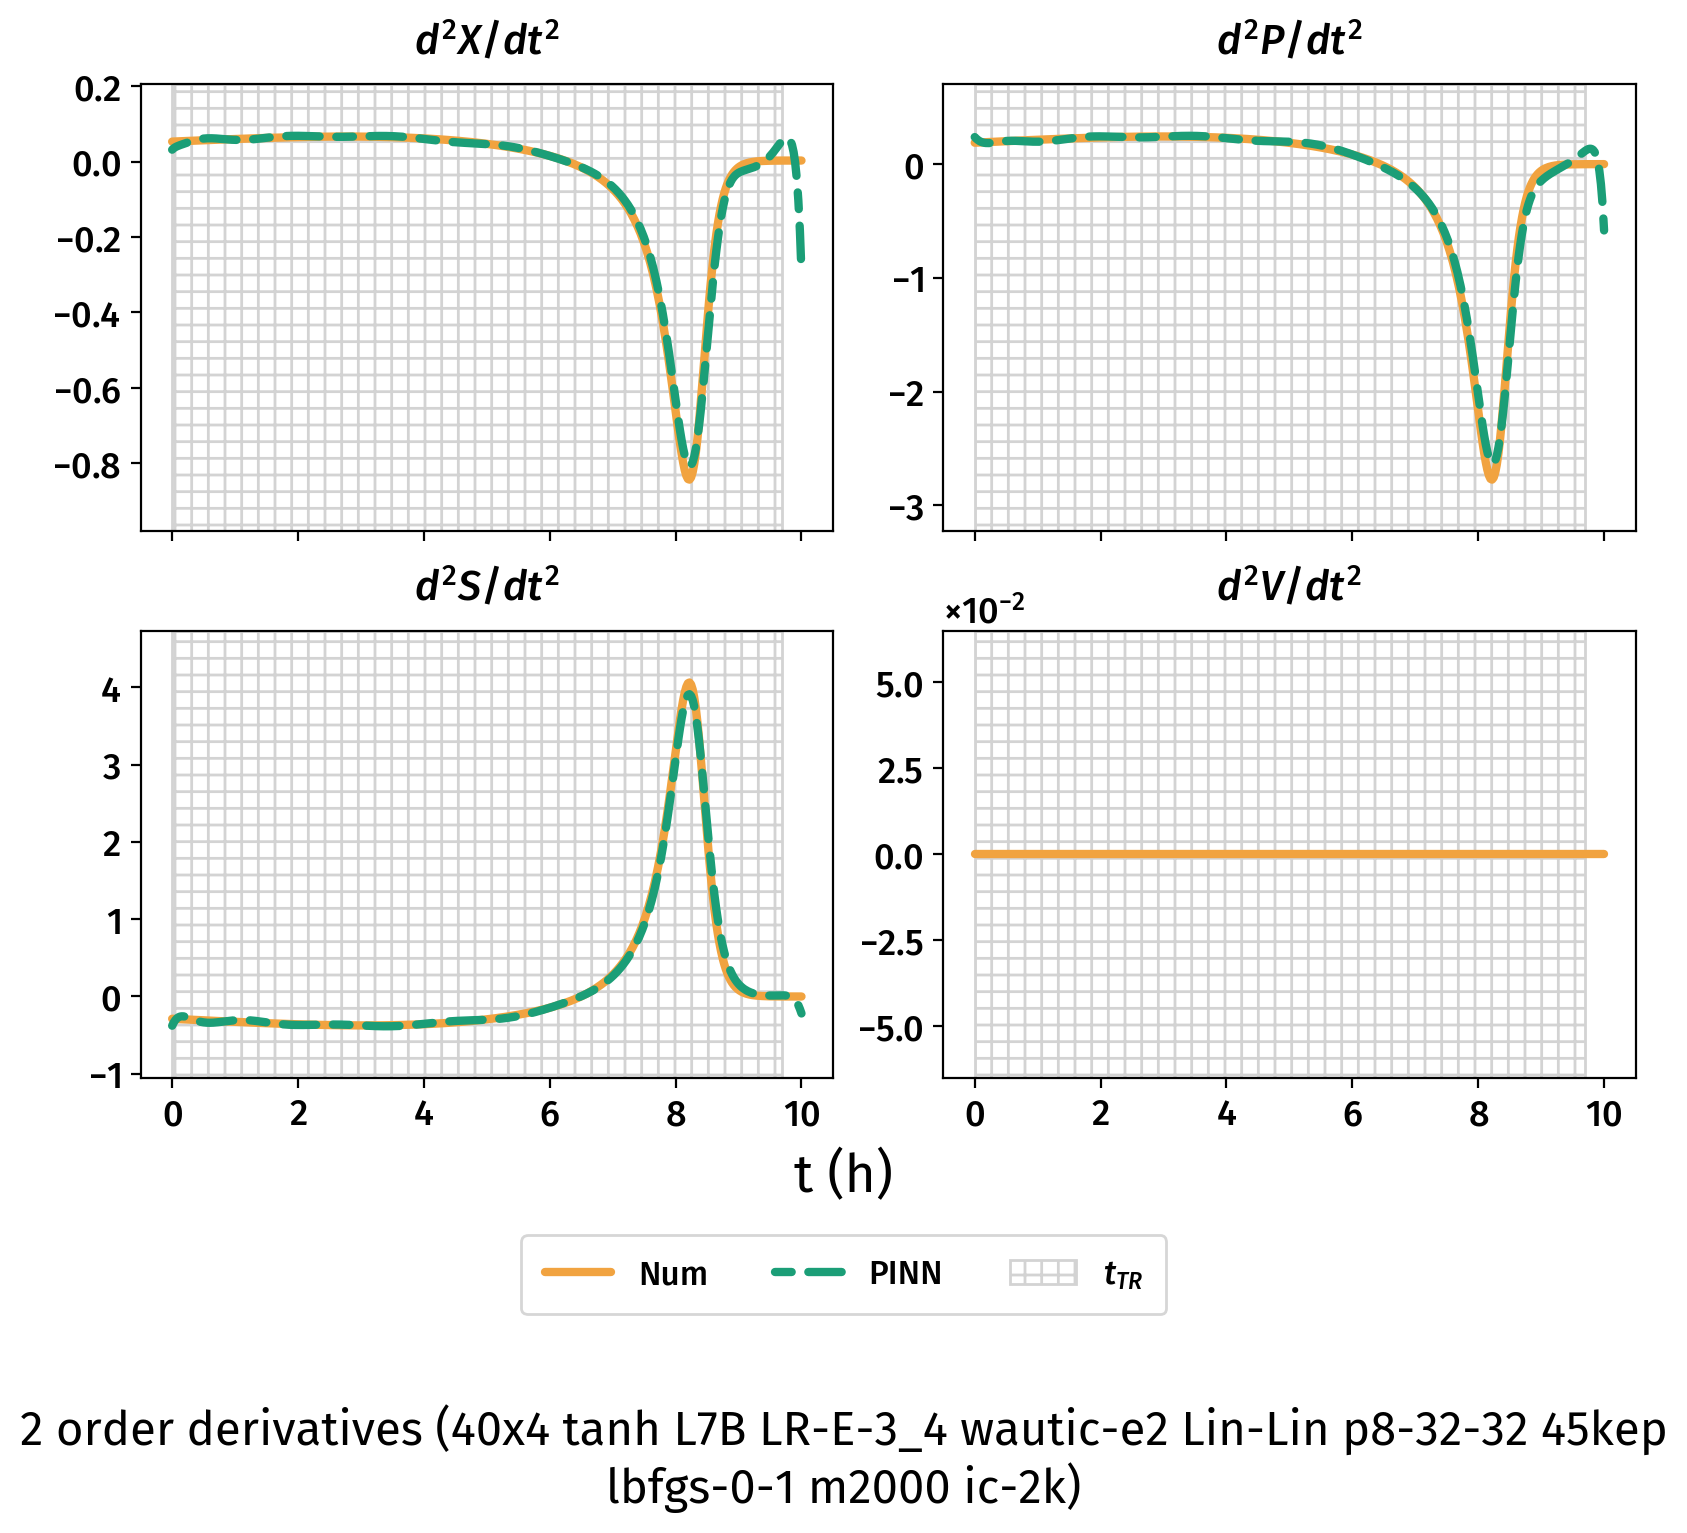 d²X/dt²
0.2
0.0
−0.2
−0.4
−0.6
−0.8
d²P/dt²
0
−1
−2
−3
d²S/dt²
4
3
2
1
0
−1
0 2 4 6 8 10
d²V/dt²
×10⁻²
5.0
2.5
0.0
−2.5
−5.0
0 2 4 6 8 10
t (h)
Num PINN t_TR
2 order derivatives (40x4 tanh L7B LR-E-3_4 wautic-e2 Lin-Lin p8-32-32 45kep
lbfgs-0-1 m2000 ic-2k)